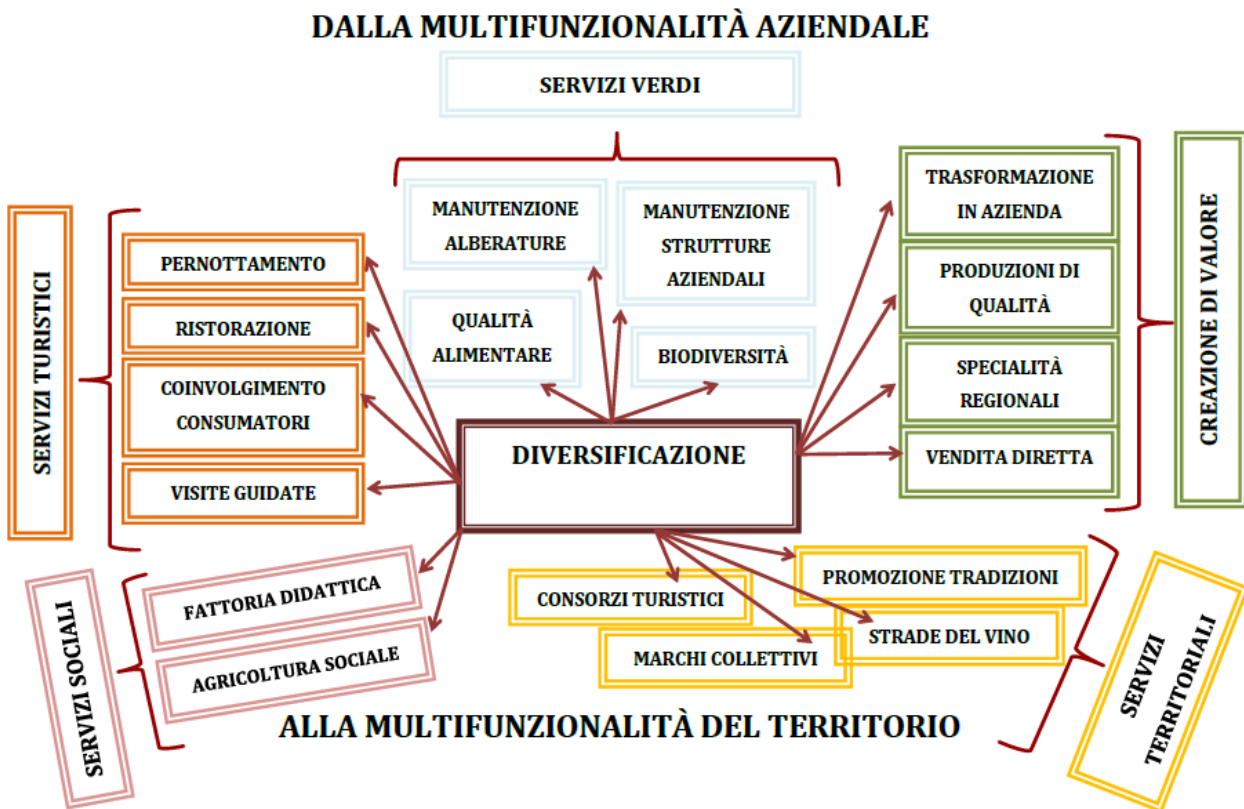 DALLA MULTIFUNZIONALITÀ AZIENDALE
SERVIZI VERDI
MANUTENZIONE
ALBERATURE
MANUTENZIONE
STRUTTURE
AZIENDALI
QUALITÀ
ALIMENTARE
BIODIVERSITÀ
SERVIZI TURISTICI
PERNOTTAMENTO
RISTORAZIONE
COINVOLGIMENTO
CONSUMATORI
VISITE GUIDATE
DIVERSIFICAZIONE
TRASFORMAZIONE
IN AZIENDA
PRODUZIONI DI
QUALITÀ
SPECIALITÀ
REGIONALI
VENDITA DIRETTA
CREAZIONE DI VALORE
SERVIZI SOCIALI
FATTORIA DIDATTICA
AGRICOLTURA SOCIALE
CONSORZI TURISTICI
PROMOZIONE TRADIZIONI
STRADE DEL VINO
MARCHI COLLETTIVI
SERVIZI
TERRITORIALI
ALLA MULTIFUNZIONALITÀ DEL TERRITORIO